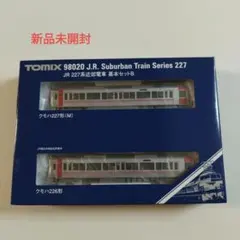 新品未開封
TOMIX 98020 J.R. Suburban Train Series 227
JR 227系近郊電車 基本セットB
クモハ227形(M)
クモハ226形